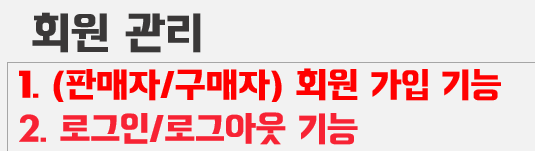 회원 관리
1. (판매자/구매자) 회원 가입 기능
2. 로그인/로그아웃 기능